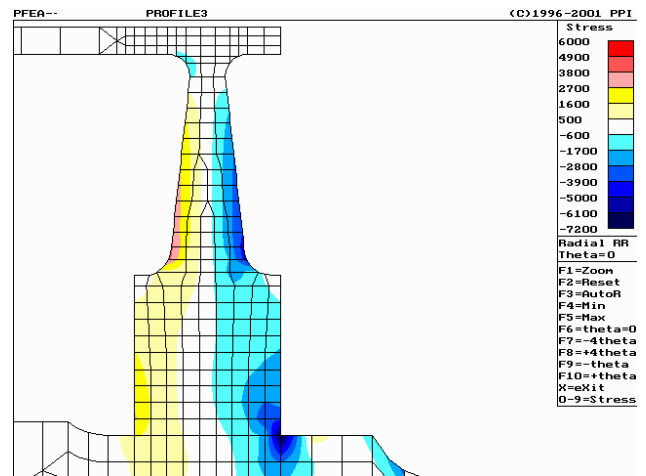 PFEA-- PROFILE3 (C)1996-2001 PPI
Stress
6000
4900
3800
2700
1600
500
-600
-1700
-2800
-3900
-5000
-6100
-7200
Radial RR
Theta=0
F1=Zoom
F2=Reset
F3=AutoR
F4=Min
F5=Max
F6=theta=0
F7=-4theta
F8=+4theta
F9=-theta
F10=+theta
X=eXit
0-9=Stress